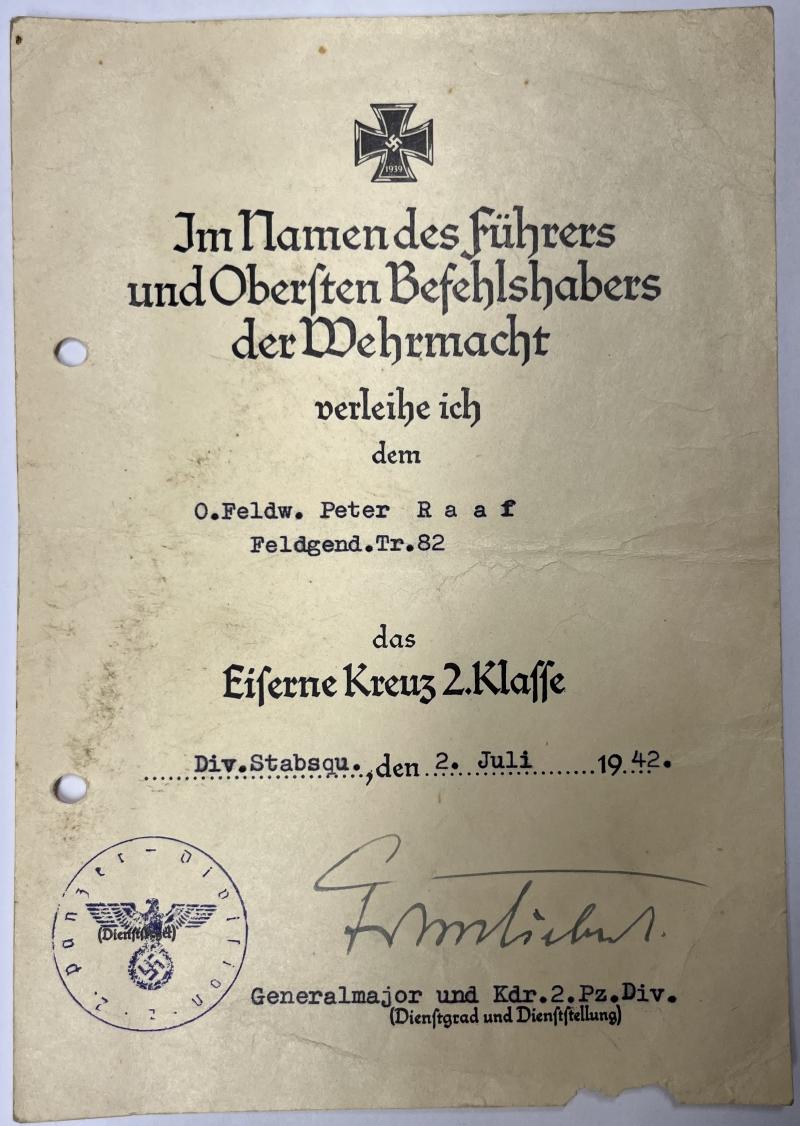 1939
Im Namen des Führers
und Oberſten Befehlshabers
der Wehrmacht
verleihe ich
dem
O.Feldw. Peter R a a f
Feldgend.Tr.82
das
Eiſerne Kreuz 2.Klaſſe
Div.Stabsqu.,den 2. Juli 1942.
2. Panzer-Diviſion
(Dienſtſiegel)
Generalmajor und Kdr.2.Pz.Div.
(Dienſtgrad und Dienſtſtellung)